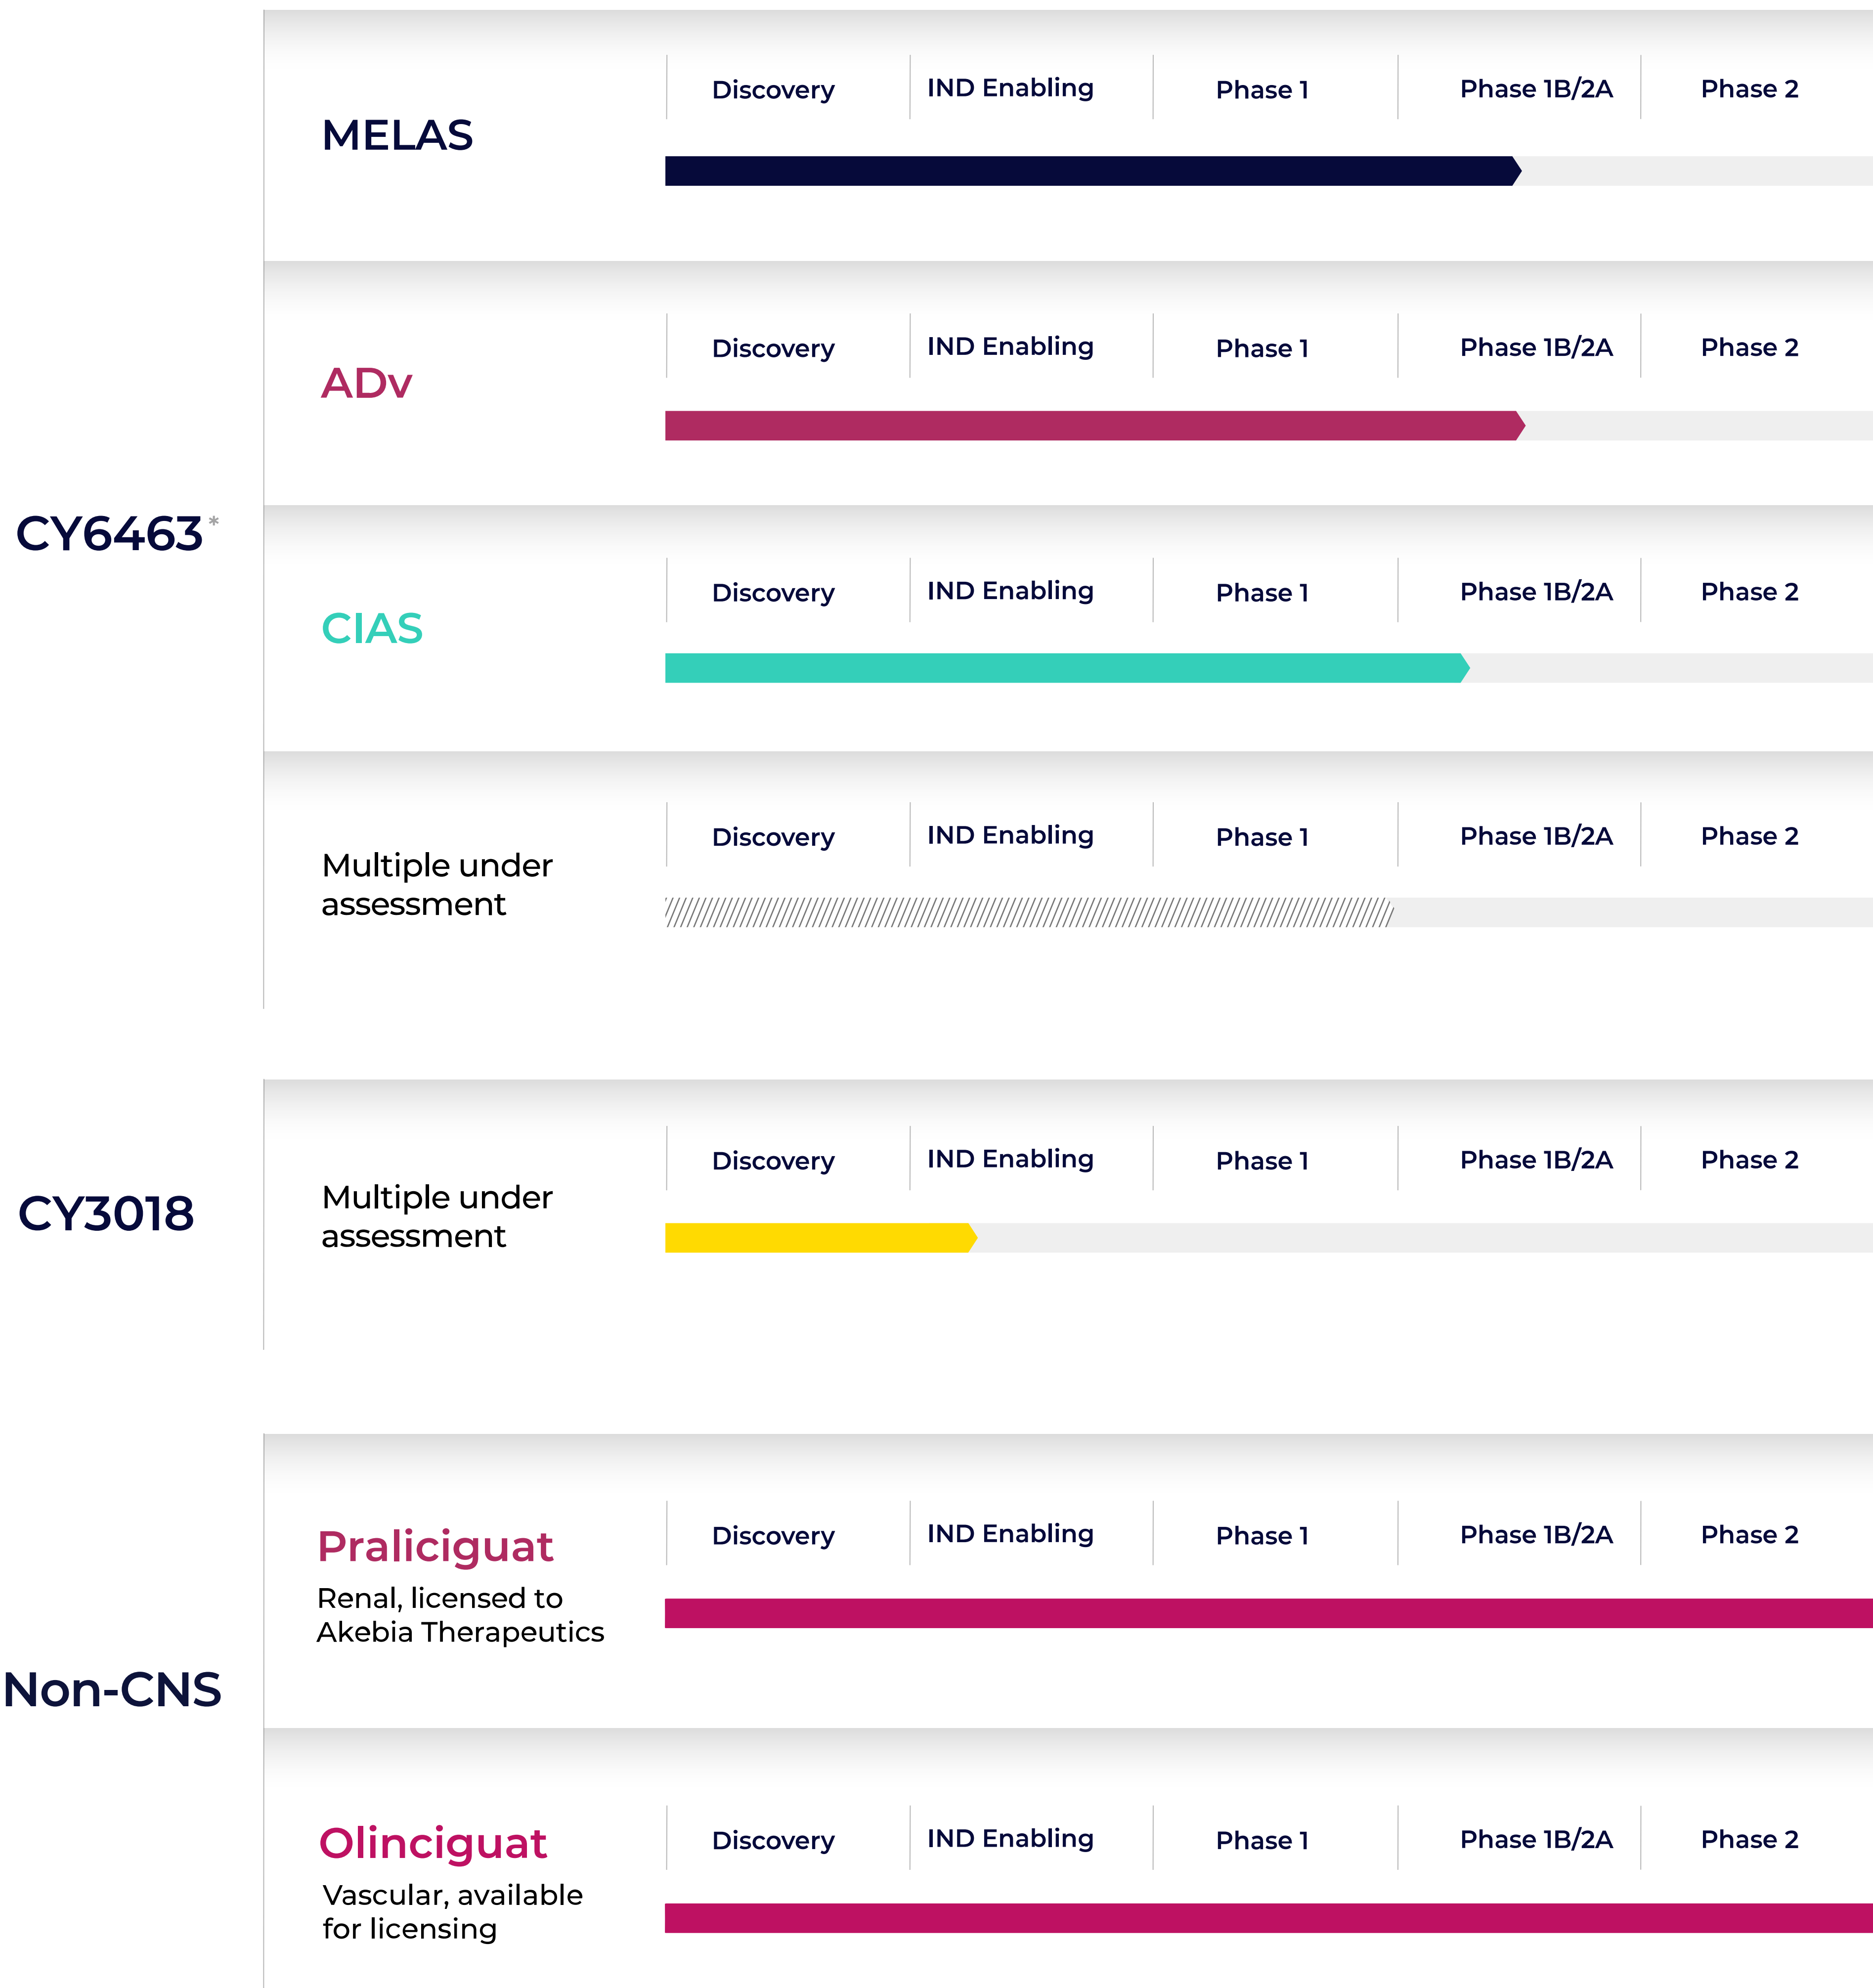 Discovery IND Enabling Phase 1 Phase 1B/2A Phase 2
MELAS
Discovery IND Enabling Phase 1 Phase 1B/2A Phase 2
ADv
CY6463*
Discovery IND Enabling Phase 1 Phase 1B/2A Phase 2
CIAS
Discovery IND Enabling Phase 1 Phase 1B/2A Phase 2
Multiple under
assessment
Discovery IND Enabling Phase 1 Phase 1B/2A Phase 2
CY3018
Multiple under
assessment
Discovery IND Enabling Phase 1 Phase 1B/2A Phase 2
Praliciguat
Renal, licensed to
Akebia Therapeutics
Non-CNS
Discovery IND Enabling Phase 1 Phase 1B/2A Phase 2
Olinciguat
Vascular, available
for licensing